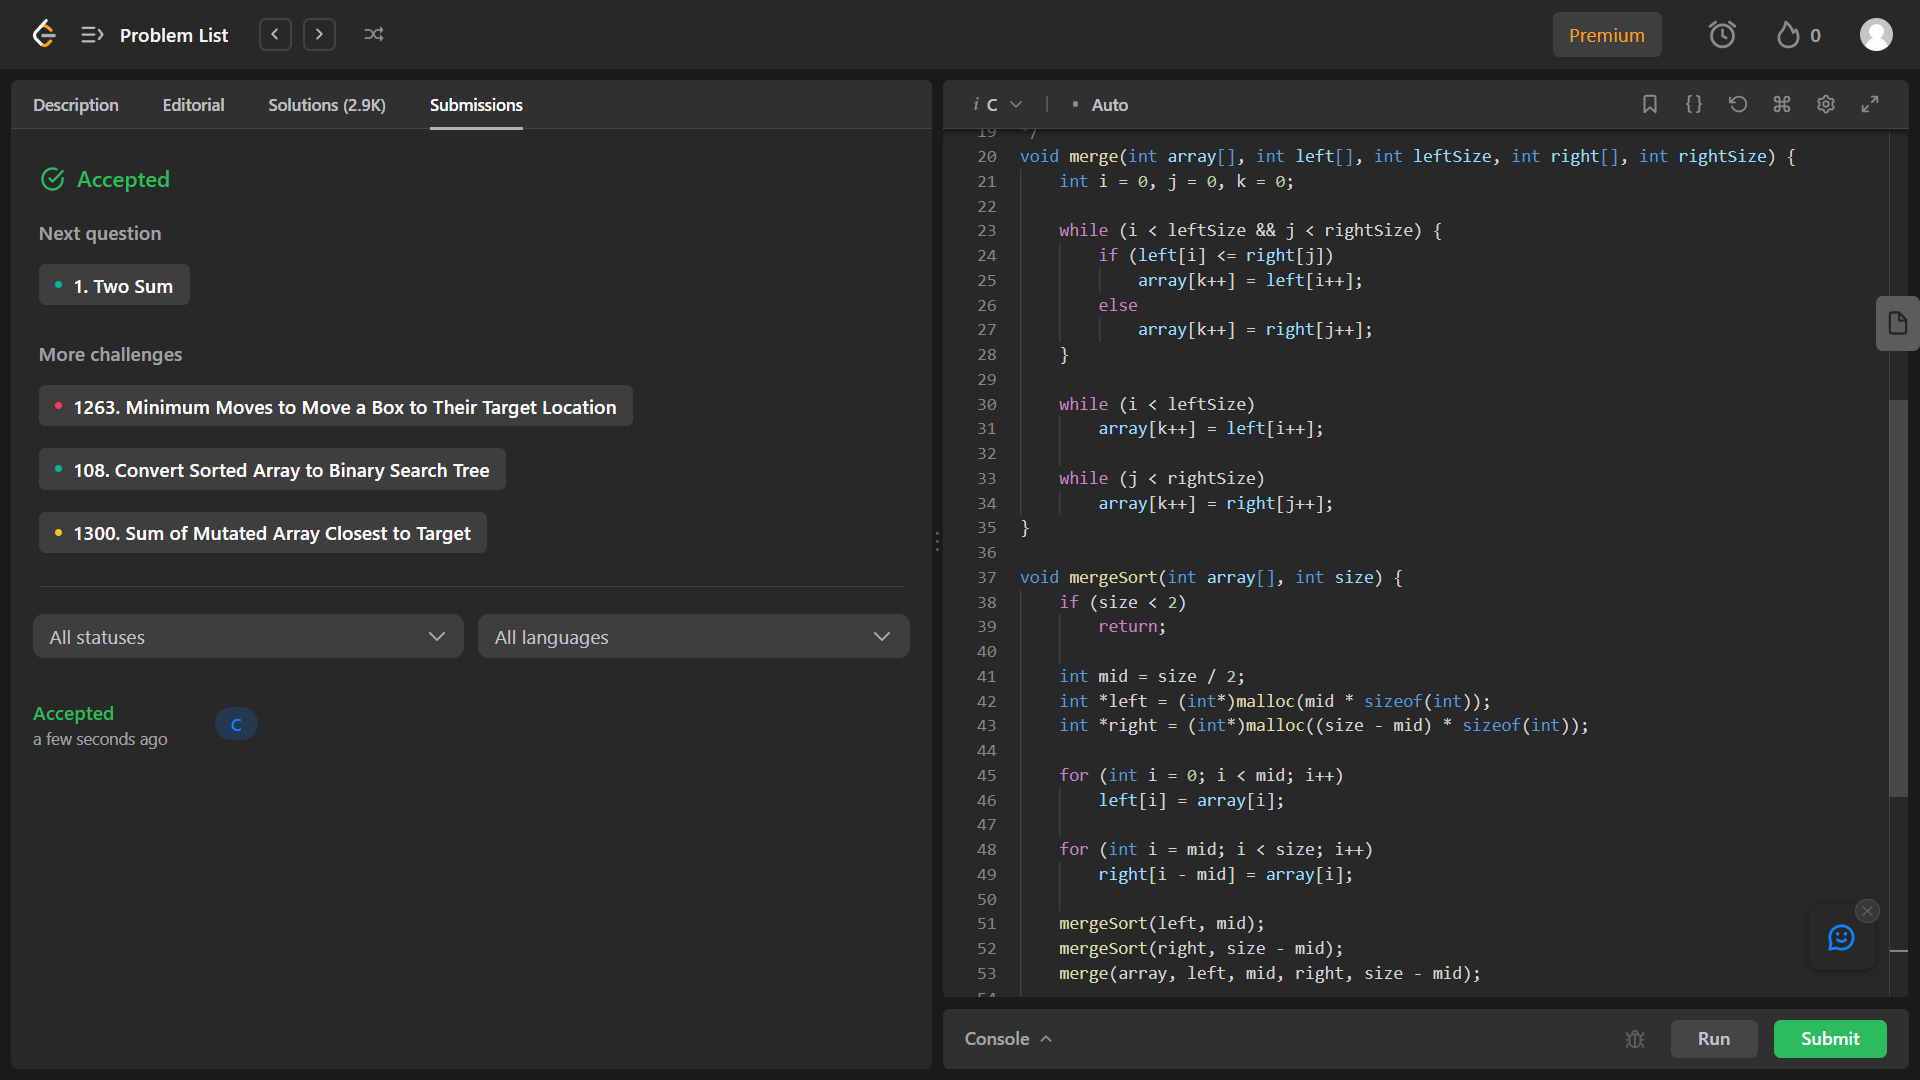 Problem List
Premium
0
Description Editorial Solutions (2.9K) Submissions
Accepted
Next question
1. Two Sum
More challenges
1263. Minimum Moves to Move a Box to Their Target Location
108. Convert Sorted Array to Binary Search Tree
1300. Sum of Mutated Array Closest to Target
All statuses
All languages
Accepted
a few seconds ago
C
i C
• Auto
19 */
20 void merge(int array[], int left[], int leftSize, int right[], int rightSize) {
21 int i = 0, j = 0, k = 0;
22
23 while (i < leftSize && j < rightSize) {
24 if (left[i] <= right[j])
25 array[k++] = left[i++];
26 else
27 array[k++] = right[j++];
28 }
29
30 while (i < leftSize)
31 array[k++] = left[i++];
32
33 while (j < rightSize)
34 array[k++] = right[j++];
35 }
36
37 void mergeSort(int array[], int size) {
38 if (size < 2)
39 return;
40
41 int mid = size / 2;
42 int *left = (int*)malloc(mid * sizeof(int));
43 int *right = (int*)malloc((size - mid) * sizeof(int));
44
45 for (int i = 0; i < mid; i++)
46 left[i] = array[i];
47
48 for (int i = mid; i < size; i++)
49 right[i - mid] = array[i];
50
51 mergeSort(left, mid);
52 mergeSort(right, size - mid);
53 merge(array, left, mid, right, size - mid);
54
Console
Run
Submit